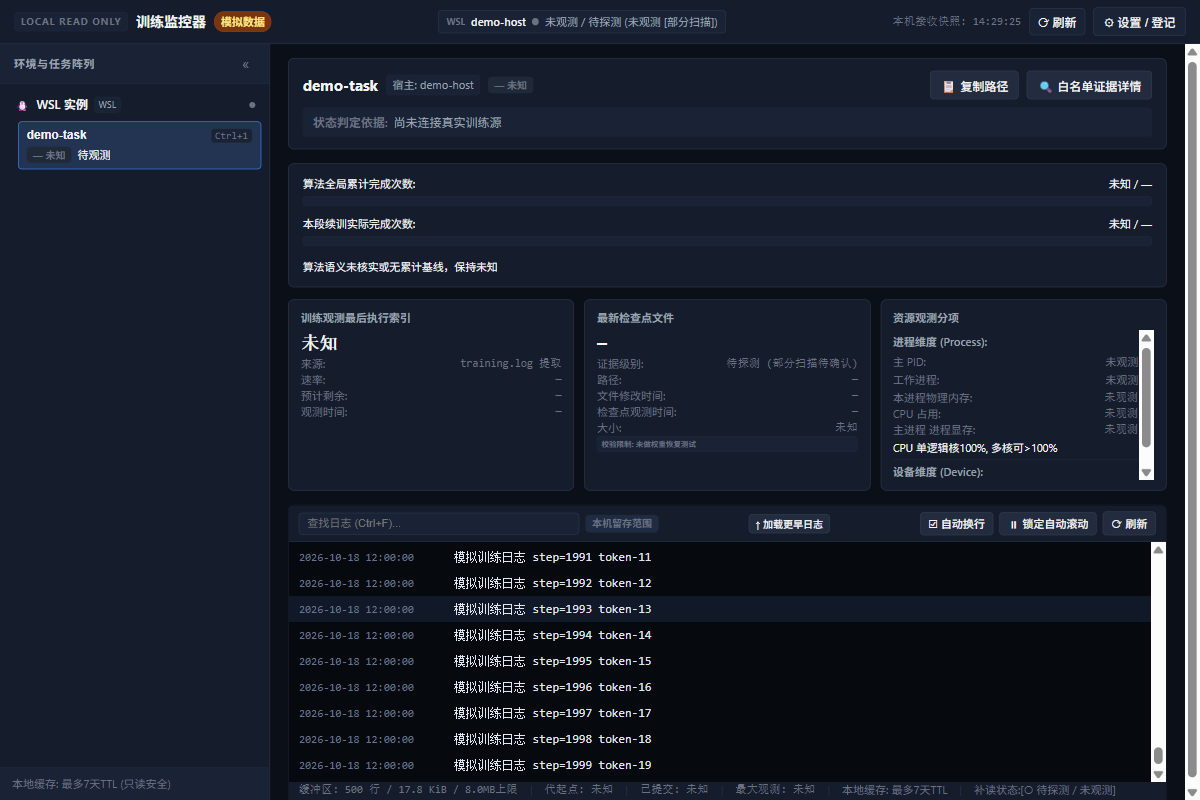 LOCAL READ ONLY 训练监控器 模拟数据 WSL demo-host 未观测 / 待探测 (未观测 [部分扫描]) 本机接收快照: 14:29:25 刷新 设置 / 登记
环境与任务阵列 «
WSL 实例 WSL
demo-task Ctrl+1
— 未知 待观测
本地缓存: 最多7天TTL (只读安全)
demo-task 宿主: demo-host — 未知 复制路径 白名单证据详情
状态判定依据: 尚未连接真实训练源
算法全局累计完成次数: 未知 / —
本段续训实际完成次数: 未知 / —
算法语义未核实或无累计基线，保持未知
训练观测最后执行索引
未知
来源: training.log 提取
速率: —
预计剩余: —
观测时间: —
最新检查点文件
—
证据级别: 待探测 (部分扫描待确认)
路径: —
文件修改时间: —
检查点观测时间: —
大小: 未知
校验限制: 未做权重恢复测试
资源观测分项
进程维度 (Process):
主 PID: 未观测
工作进程: 未观测
本进程物理内存: 未观测
CPU 占用: 未观测
主进程 进程显存: 未观测
CPU 单逻辑核100%, 多核可>100%
设备维度 (Device):
查找日志 (Ctrl+F)... 本机留存范围 ↑ 加载更早日志 ☑ 自动换行 ⏸ 锁定自动滚动 刷新
2026-10-18 12:00:00 模拟训练日志 step=1991 token-11
2026-10-18 12:00:00 模拟训练日志 step=1992 token-12
2026-10-18 12:00:00 模拟训练日志 step=1993 token-13
2026-10-18 12:00:00 模拟训练日志 step=1994 token-14
2026-10-18 12:00:00 模拟训练日志 step=1995 token-15
2026-10-18 12:00:00 模拟训练日志 step=1996 token-16
2026-10-18 12:00:00 模拟训练日志 step=1997 token-17
2026-10-18 12:00:00 模拟训练日志 step=1998 token-18
2026-10-18 12:00:00 模拟训练日志 step=1999 token-19
缓冲区: 500 行 / 17.8 KiB / 8.0MB上限 | 代起点: 未知 | 已提交: 未知 | 最大观测: 未知 | 本地缓存: 最多7天TTL | 补读状态:[○ 待探测 / 未观测]